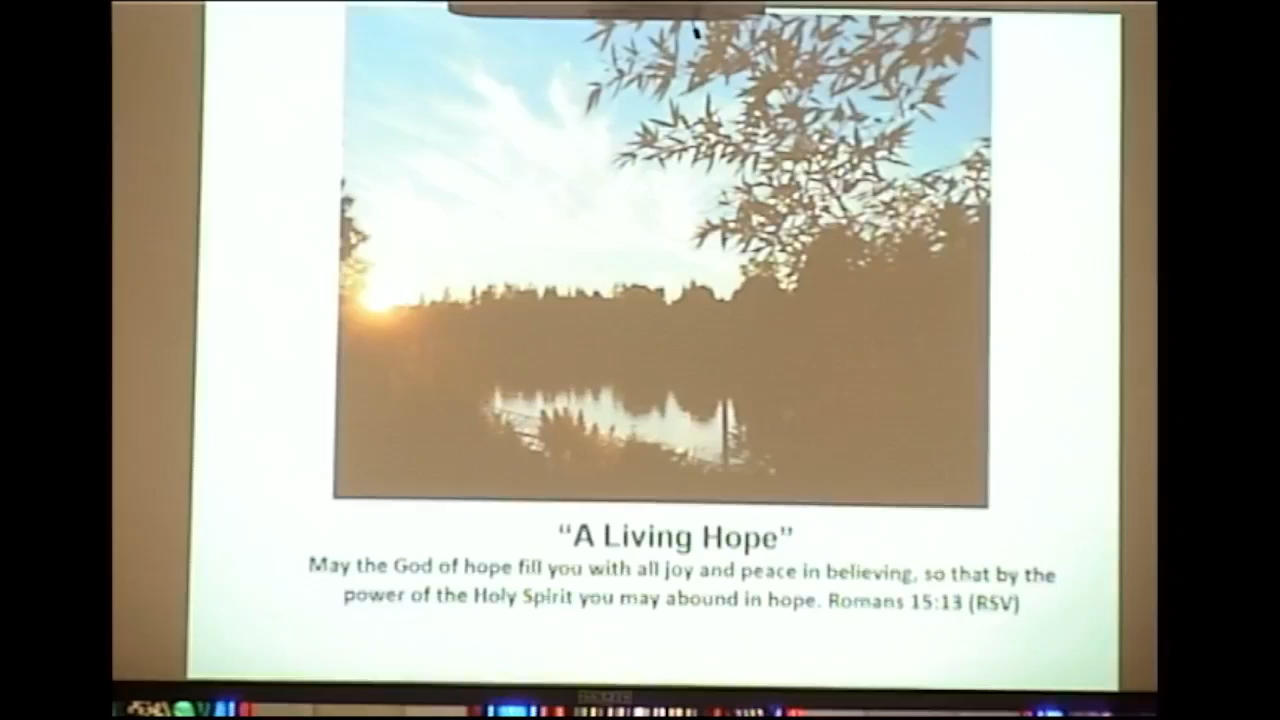 “A Living Hope”
May the God of hope fill you with all joy and peace in believing, so that by the
power of the Holy Spirit you may abound in hope. Romans 15:13 (RSV)